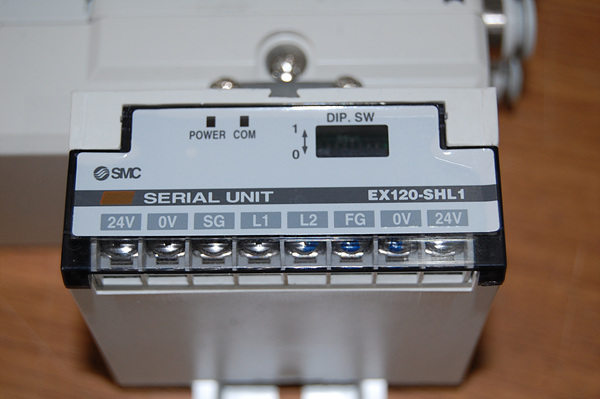 DIP. SW
1
0
POWER COM
SMC
SERIAL UNIT EX120-SHL1
24V 0V SG L1 L2 FG 0V 24V